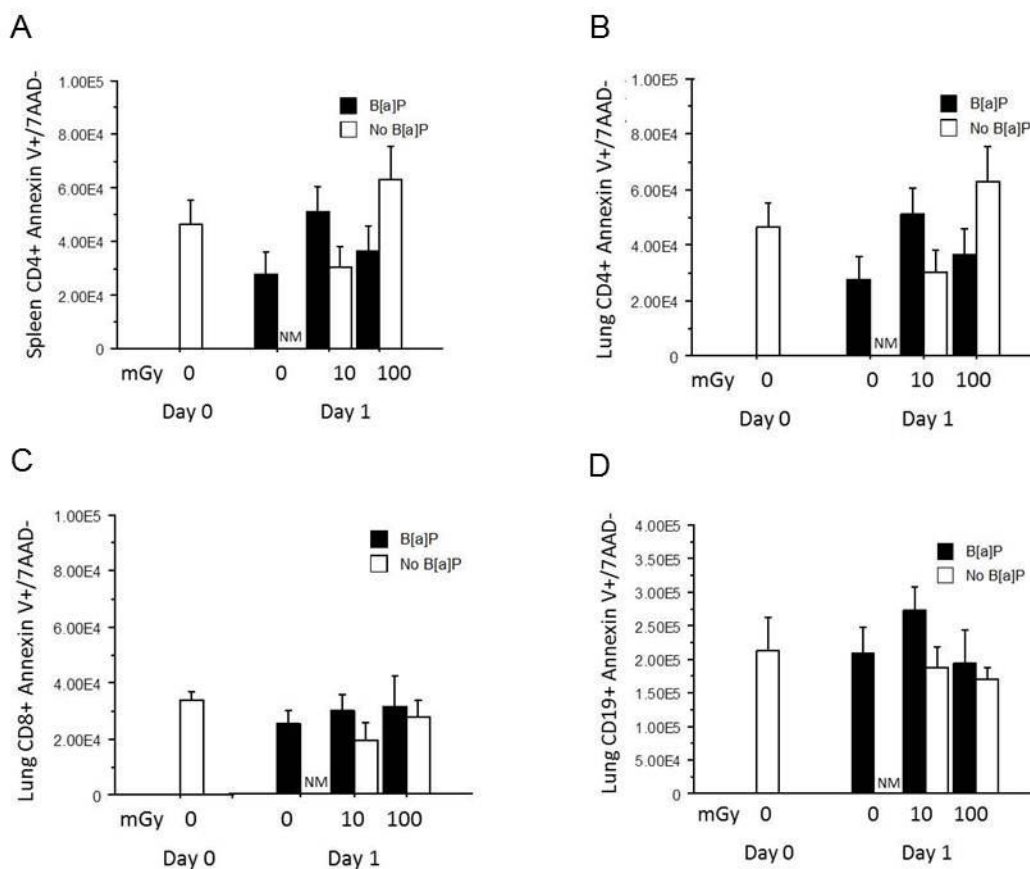 A
Spleen CD4+ Annexin V+/7AAD-
1.00E5
8.00E4
6.00E4
4.00E4
2.00E4
0
B[a]P
No B[a]P
NM
mGy 0 0 10 100
Day 0 Day 1
B
Lung CD4+ Annexin V+/7AAD-
1.00E5
8.00E4
6.00E4
4.00E4
2.00E4
0
B[a]P
No B[a]P
NM
mGy 0 0 10 100
Day 0 Day 1
C
Lung CD8+ Annexin V+/7AAD-
1.00E5
8.00E4
6.00E4
4.00E4
2.00E4
0
B[a]P
No B[a]P
NM
mGy 0 0 10 100
Day 0 Day 1
D
Lung CD19+ Annexin V+/7AAD-
4.00E5
3.50E5
3.00E5
2.50E5
2.00E5
1.50E5
1.00E5
5.00E4
0
B[a]P
No B[a]P
NM
mGy 0 0 10 100
Day 0 Day 1